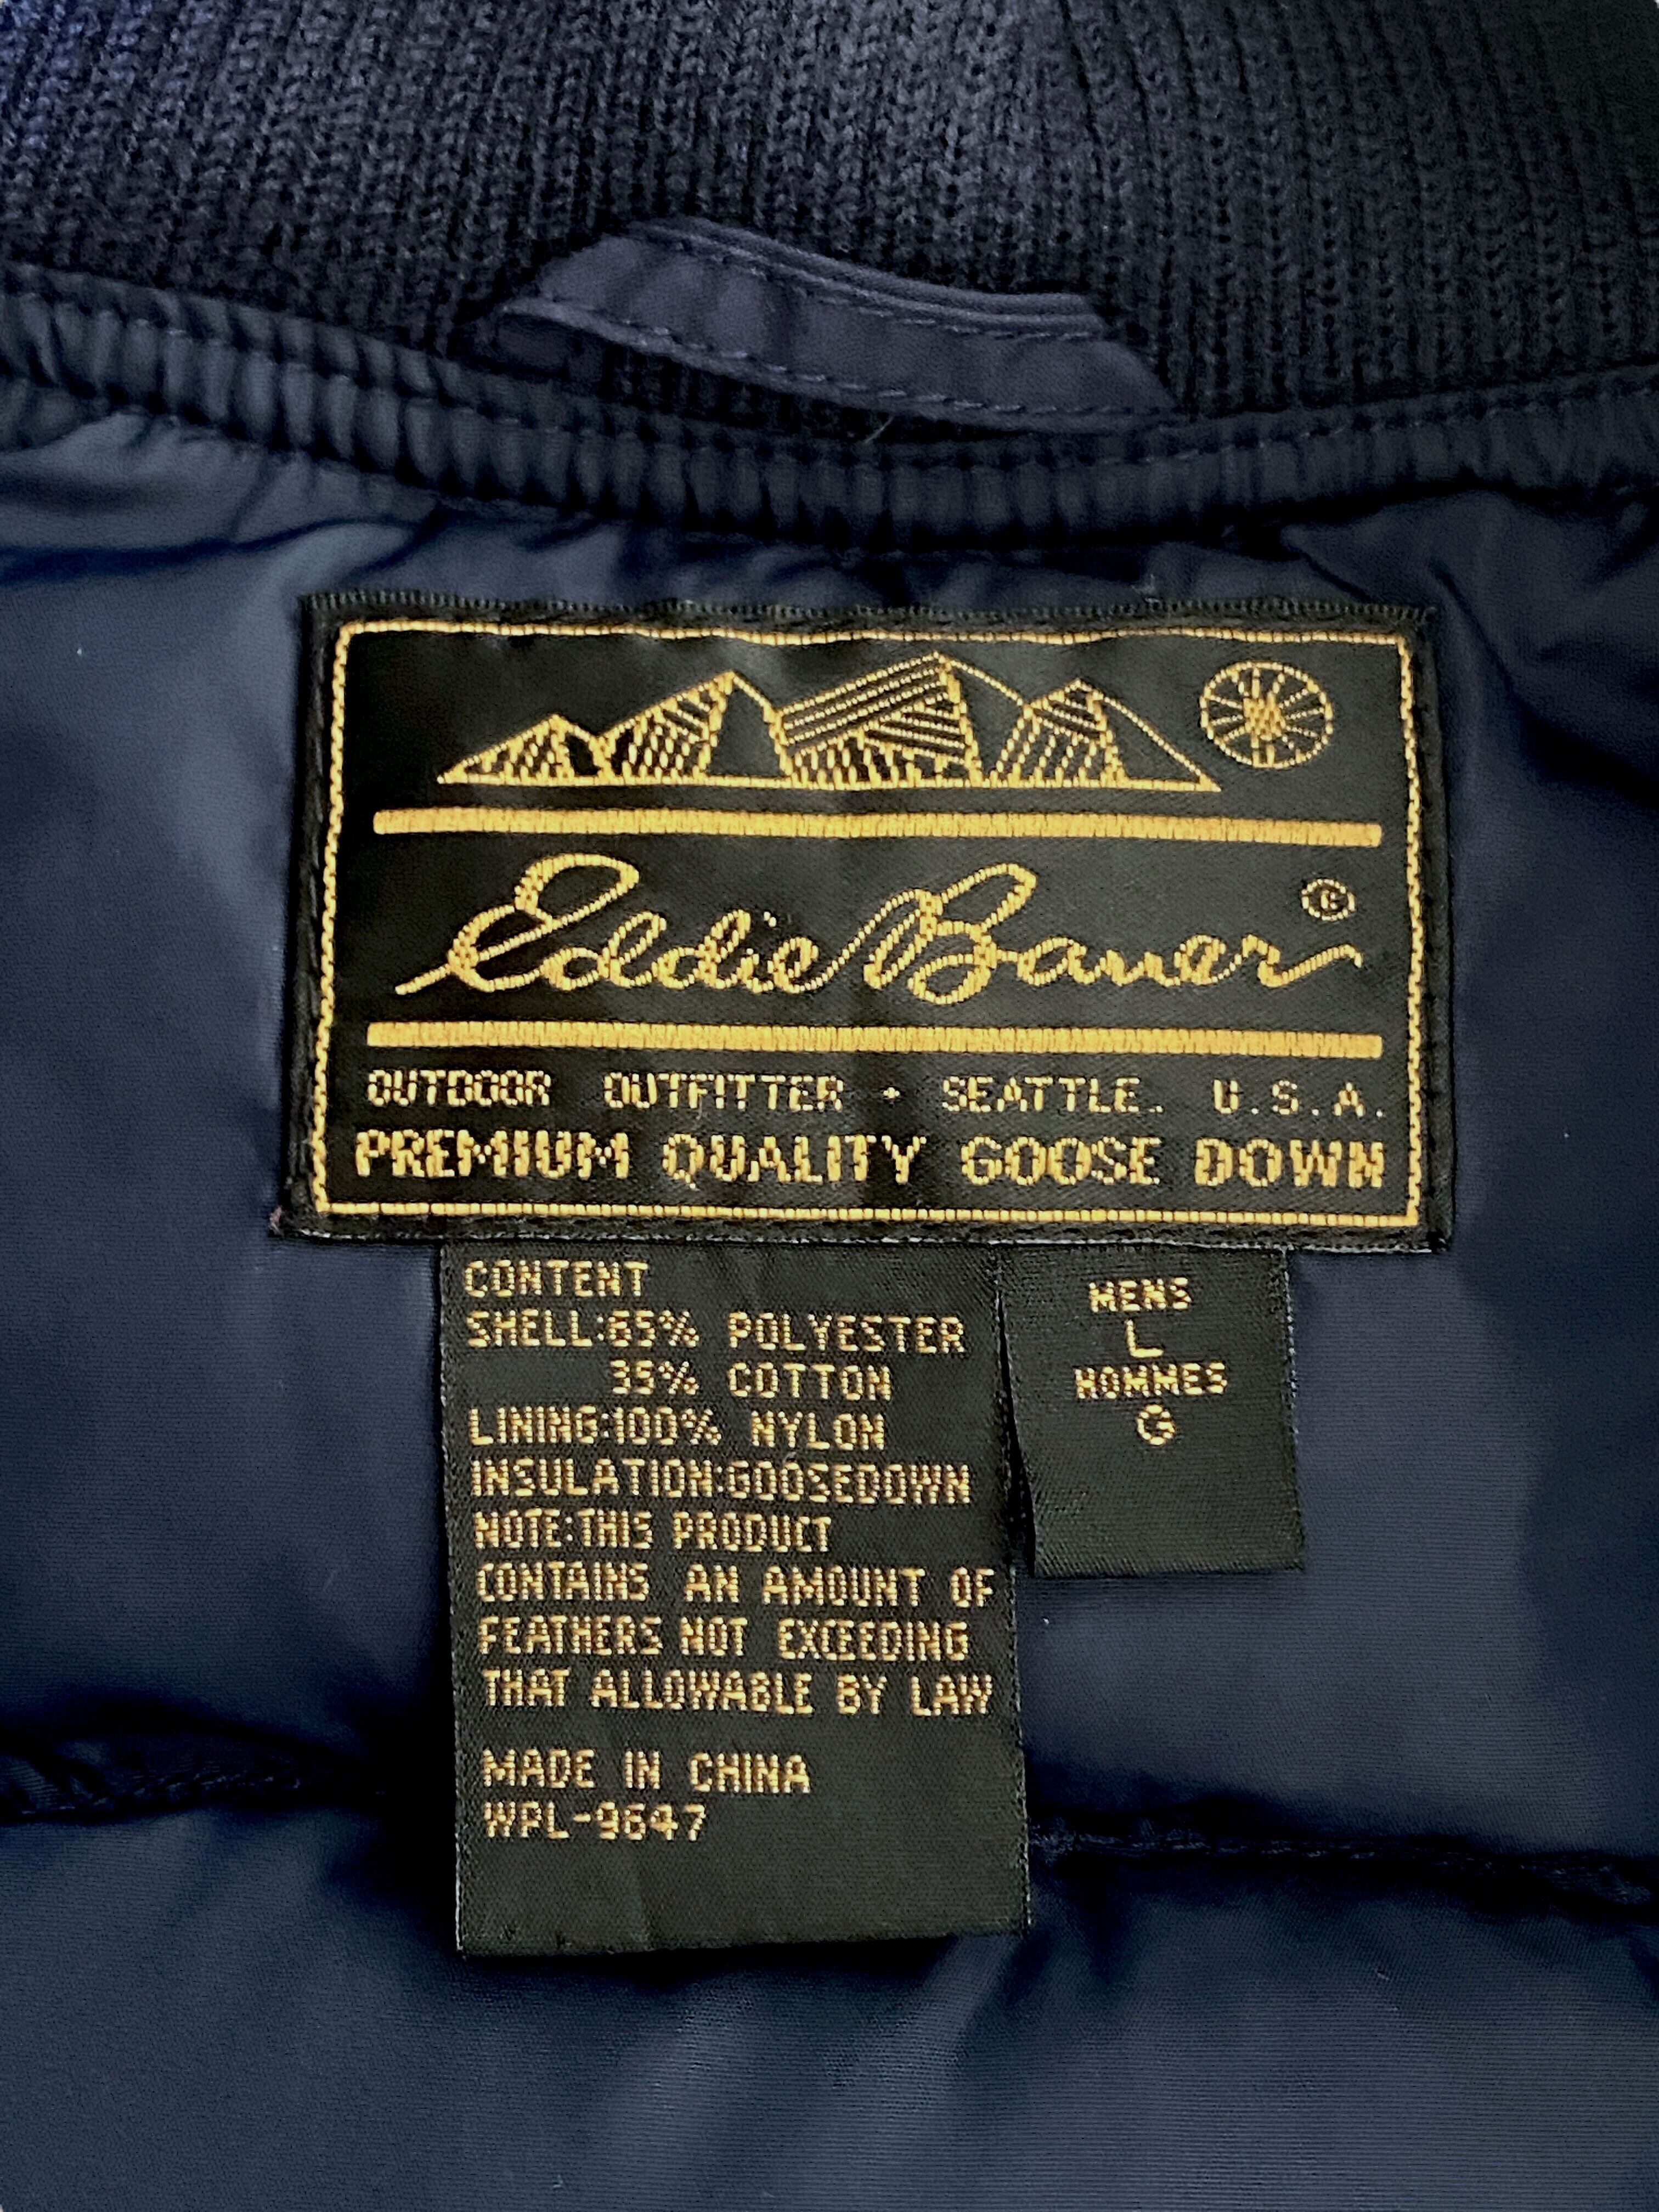 Eddie Bauer ®
OUTDOOR OUTFITTER • SEATTLE. U.S.A.
PREMIUM QUALITY GOOSE DOWN
CONTENT
SHELL:65% POLYESTER
35% COTTON
LINING:100% NYLON
INSULATION:GOOSEDOWN
NOTE:THIS PRODUCT
CONTAINS AN AMOUNT OF
FEATHERS NOT EXCEEDING
THAT ALLOWABLE BY LAW
MADE IN CHINA
WPL-9647
MENS
L
HOMMES
G